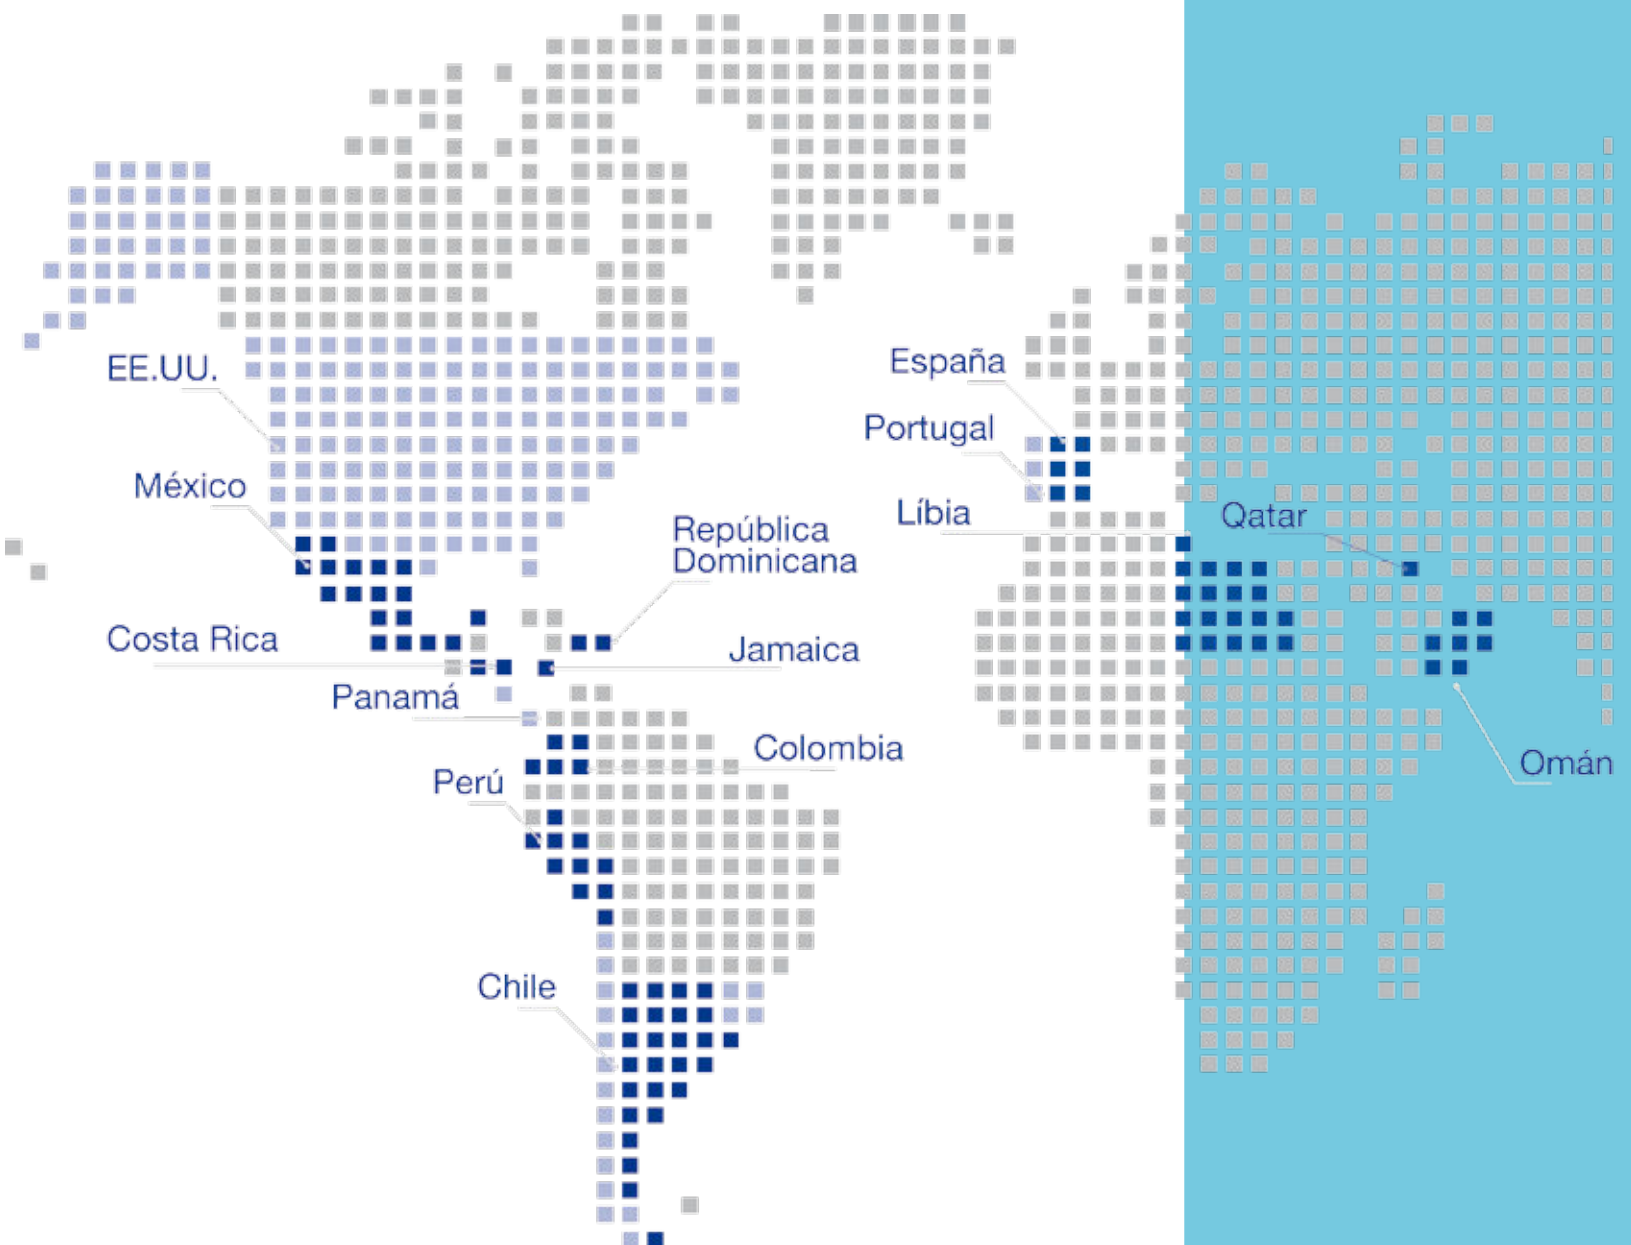 EE.UU.
España
Portugal
México
Líbia
Qatar
República
Dominicana
Costa Rica
Jamaica
Panamá
Colombia
Omán
Perú
Chile